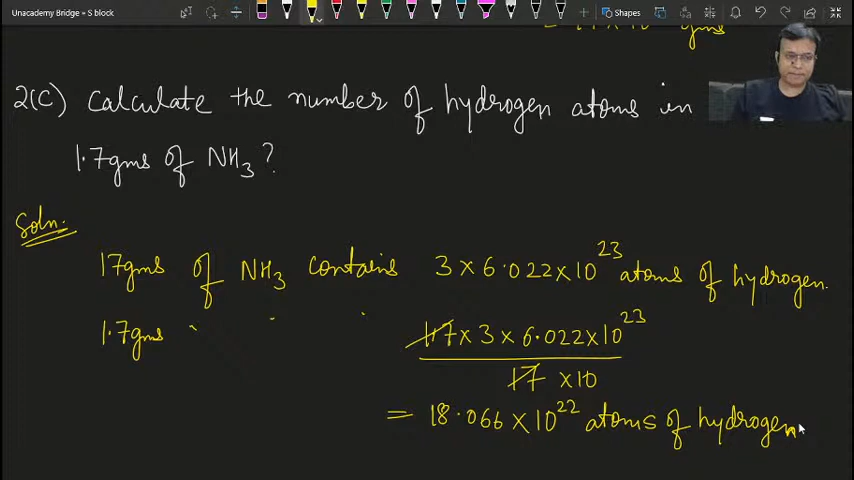 Unacademy Bridge - S block
Shapes
2(C) Calculate the number of hydrogen atoms in
1.7gms of NH3?
Soln.
17gms of NH3 contains 3 x 6.022 x 10^23 atoms of hydrogen.
1.7gms " " "
1.7 x 3 x 6.022 x 10^23
17 x 10
= 18.066 x 10^22 atoms of hydrogen